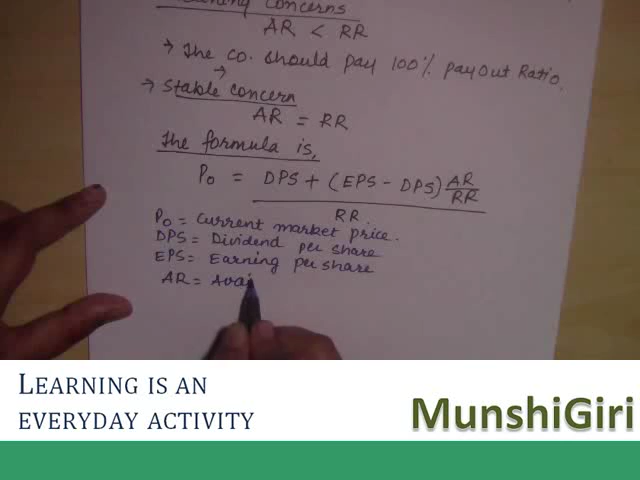 Concerns
AR < RR
→ The co. should pay 100% payout Ratio.
→ Stable concern →
AR = RR
The formula is,
P₀ = DPS + (EPS - DPS) AR/RR
RR
P₀ = Current market price.
DPS = Dividend per share
EPS = Earning per share
AR = Avai
LEARNING IS AN
EVERYDAY ACTIVITY
MunshiGiri